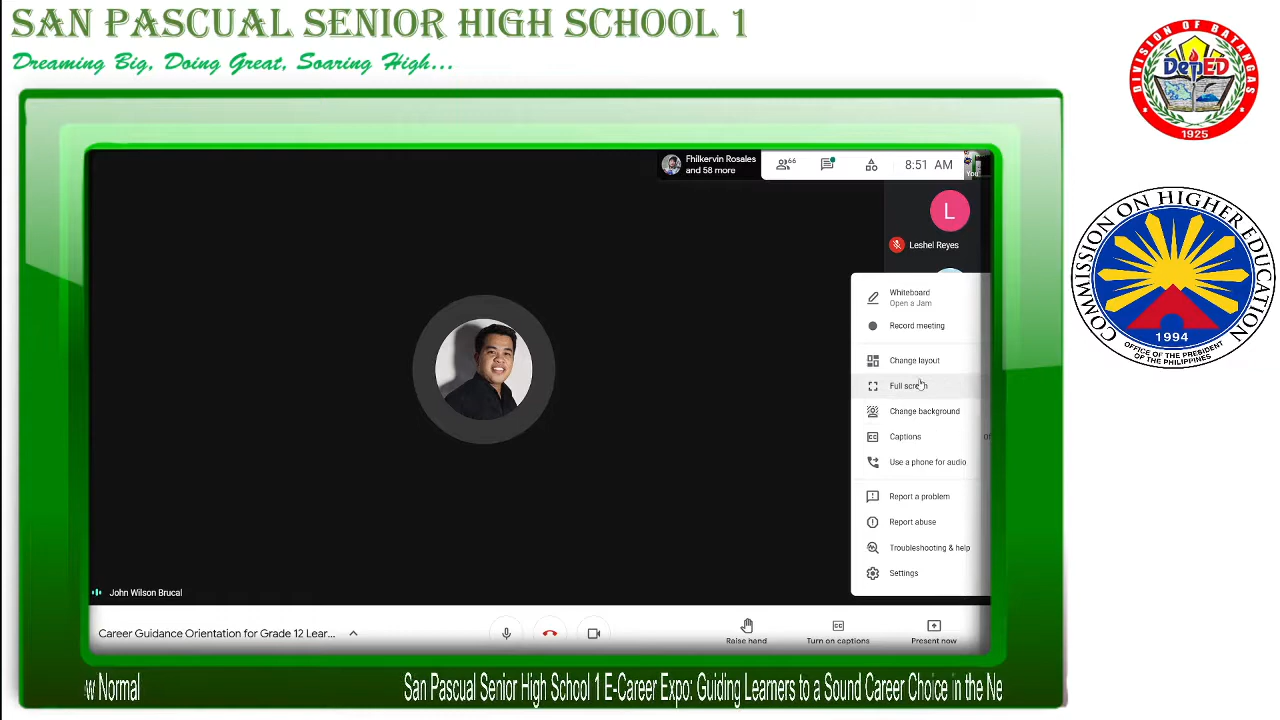 SAN PASCUAL SENIOR HIGH SCHOOL 1
Dreaming Big, Doing Great, Soaring High...
DIVISION OF BATANGAS
DepED
1925
COMMISSION ON HIGHER EDUCATION
1994
OFFICE OF THE PRESIDENT
OF THE PHILIPPINES
Fhilkervin Rosales
and 58 more
66
8:51 AM
You
L
Leshel Reyes
Whiteboard
Open a Jam
Record meeting
Change layout
Full screen
Change background
Captions
Use a phone for audio
Report a problem
Report abuse
Troubleshooting & help
Settings
John Wilson Brucal
Career Guidance Orientation for Grade 12 Lear...
Raise hand
Turn on captions
Present now
w Normal
San Pascual Senior High School 1 E-Career Expo: Guiding Learners to a Sound Career Choice in the Ne